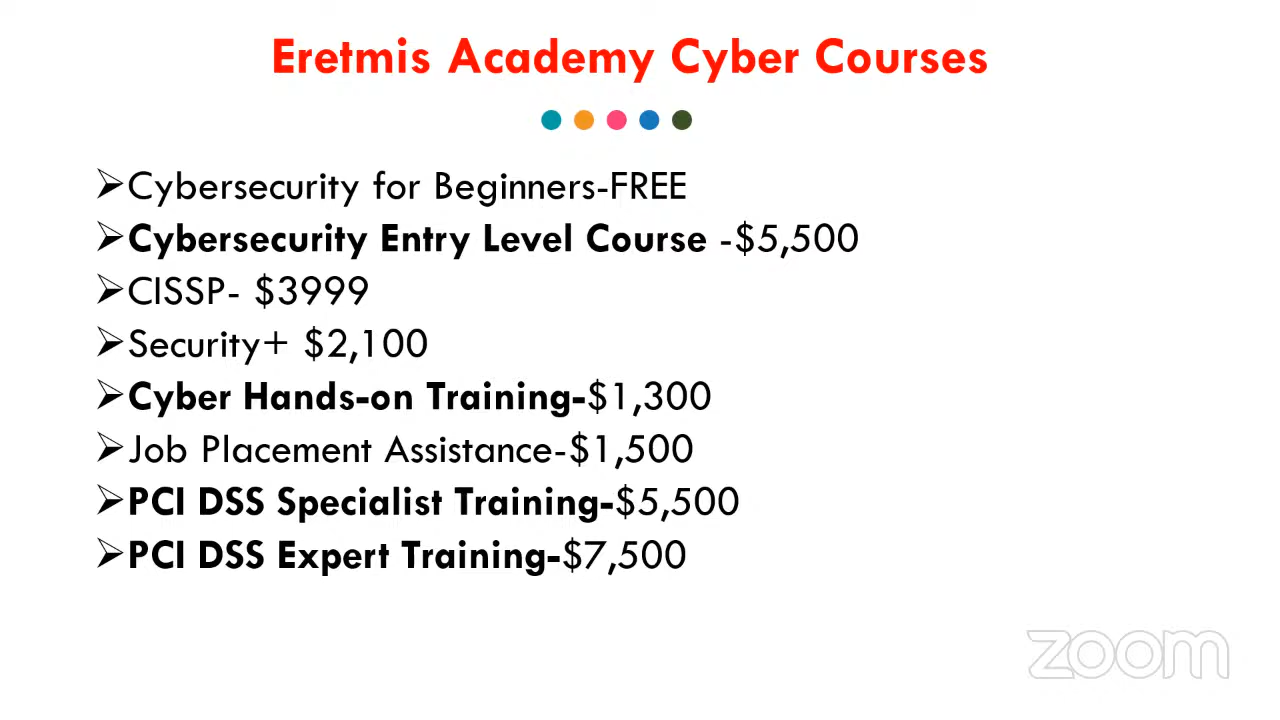 Eretmis Academy Cyber Courses
➢Cybersecurity for Beginners-FREE
➢Cybersecurity Entry Level Course -$5,500
➢CISSP- $3999
➢Security+ $2,100
➢Cyber Hands-on Training-$1,300
➢Job Placement Assistance-$1,500
➢PCI DSS Specialist Training-$5,500
➢PCI DSS Expert Training-$7,500
zoom